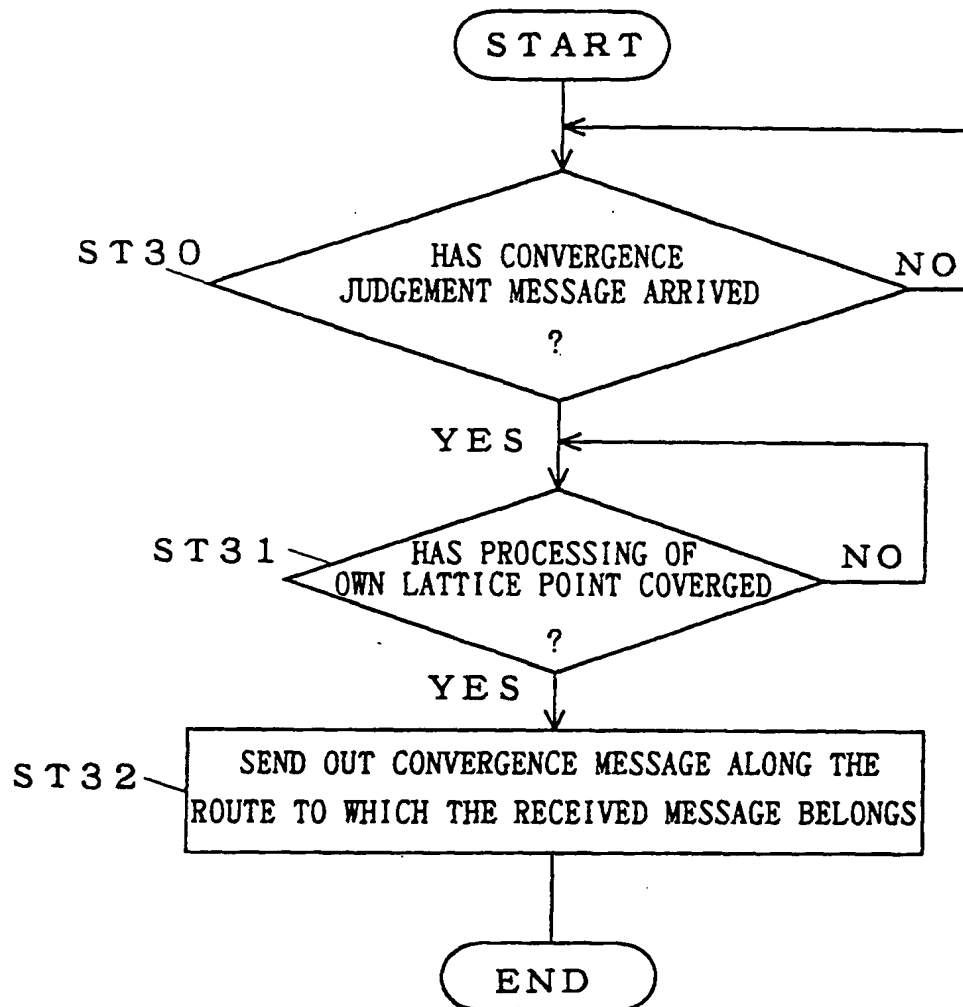 START
ST30
HAS CONVERGENCE
JUDGEMENT MESSAGE ARRIVED
?
NO
YES
ST31
HAS PROCESSING OF
OWN LATTICE POINT COVERGED
?
NO
YES
ST32
SEND OUT CONVERGENCE MESSAGE ALONG THE
ROUTE TO WHICH THE RECEIVED MESSAGE BELONGS
END